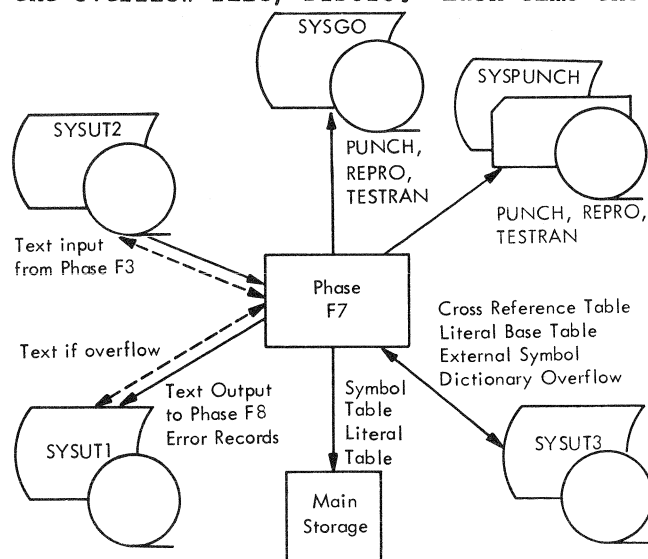 SYSGO
SYSPUNCH
SYSUT2
PUNCH,
REPRO,
TESTRAN
PUNCH, REPRO,
TESTRAN
Text input
from Phase F3
Phase
F7
Cross Reference Table
Literal Base Table
External Symbol
Dictionary Overflow
Text if overflow
Text Output
to Phase F8
Error Records
Symbol
Table
Literal
Table
SYSUT1
SYSUT3
Main
Storage